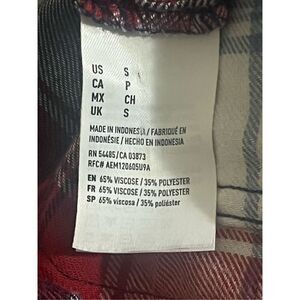 US S
CA P
MX CH
UK S
MADE IN INDONESIA / FABRIQUÉ EN
INDONÉSIE / HECHO EN INDONESIA
RN 54485/CA 03873
RFC# AEM120605U9A
EN 65% VISCOSE / 35% POLYESTER
FR 65% VISCOSE / 35% POLYESTER
SP 65% viscosa / 35% poliéster